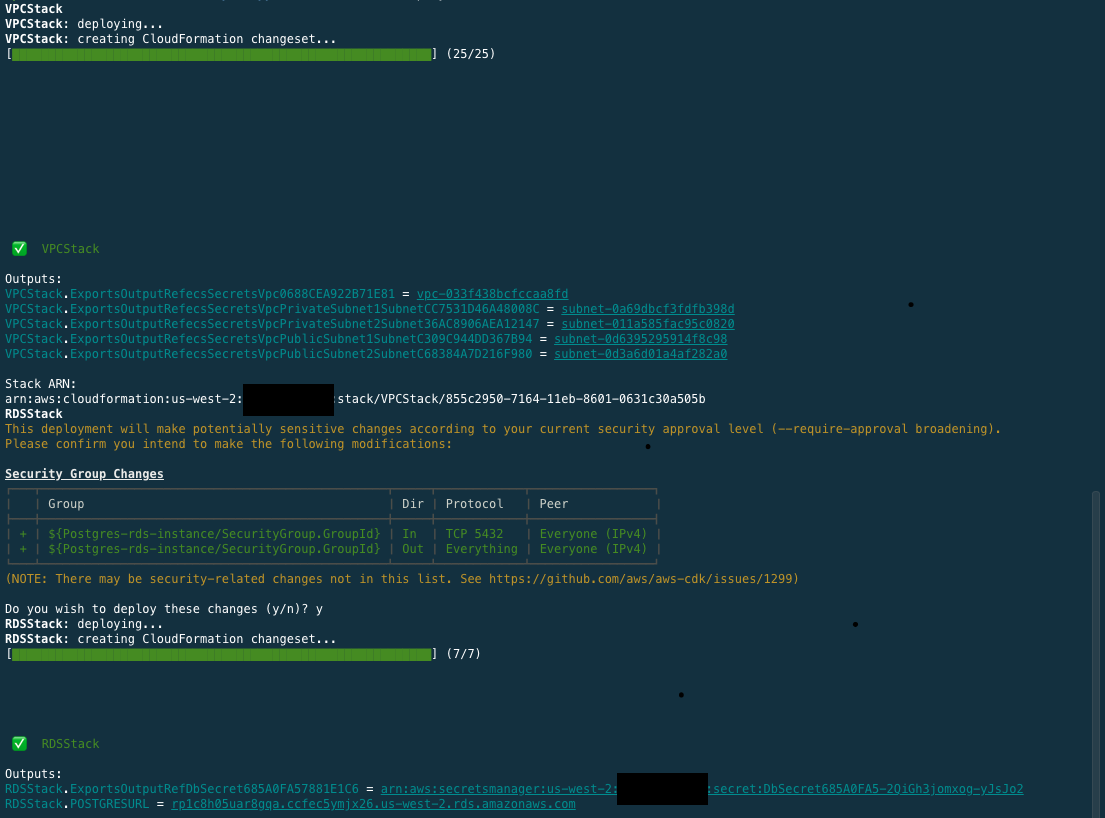 VPCStack
VPCStack: deploying...
VPCStack: creating CloudFormation changeset...
[██████████████████████████████████████████████████████████] (25/25)
✅ VPCStack
Outputs:
VPCStack.ExportsOutputRefecsSecretsVpc0688CEA922B71E81 = vpc-033f438bcfccaa8fd
VPCStack.ExportsOutputRefecsSecretsVpcPrivateSubnet1SubnetCC7531D46A48008C = subnet-0a69dbcf3fdfb398d
VPCStack.ExportsOutputRefecsSecretsVpcPrivateSubnet2Subnet36AC8906AEA12147 = subnet-011a585fac95c0820
VPCStack.ExportsOutputRefecsSecretsVpcPublicSubnet1SubnetC309C944DD367B94 = subnet-0d6395295914f8c98
VPCStack.ExportsOutputRefecsSecretsVpcPublicSubnet2SubnetC68384A7D216F980 = subnet-0d3a6d01a4af282a0
Stack ARN:
arn:aws:cloudformation:us-west-2: :stack/VPCStack/855c2950-7164-11eb-8601-0631c30a505b
RDSStack
This deployment will make potentially sensitive changes according to your current security approval level (--require-approval broadening).
Please confirm you intend to make the following modifications:
Security Group Changes
| | Group | Dir | Protocol | Peer |
| + | ${Postgres-rds-instance/SecurityGroup.GroupId} | In | TCP 5432 | Everyone (IPv4) |
| + | ${Postgres-rds-instance/SecurityGroup.GroupId} | Out | Everything | Everyone (IPv4) |
(NOTE: There may be security-related changes not in this list. See https://github.com/aws/aws-cdk/issues/1299)
Do you wish to deploy these changes (y/n)? y
RDSStack: deploying...
RDSStack: creating CloudFormation changeset...
[██████████████████████████████████████████████████████████] (7/7)
✅ RDSStack
Outputs:
RDSStack.ExportsOutputRefDbSecret685A0FA57881E1C6 = arn:aws:secretsmanager:us-west-2: :secret:DbSecret685A0FA5-2QiGh3jomxog-yJsJo2
RDSStack.POSTGRESURL = rp1c8h05uar8gqa.ccfec5ymjx26.us-west-2.rds.amazonaws.com